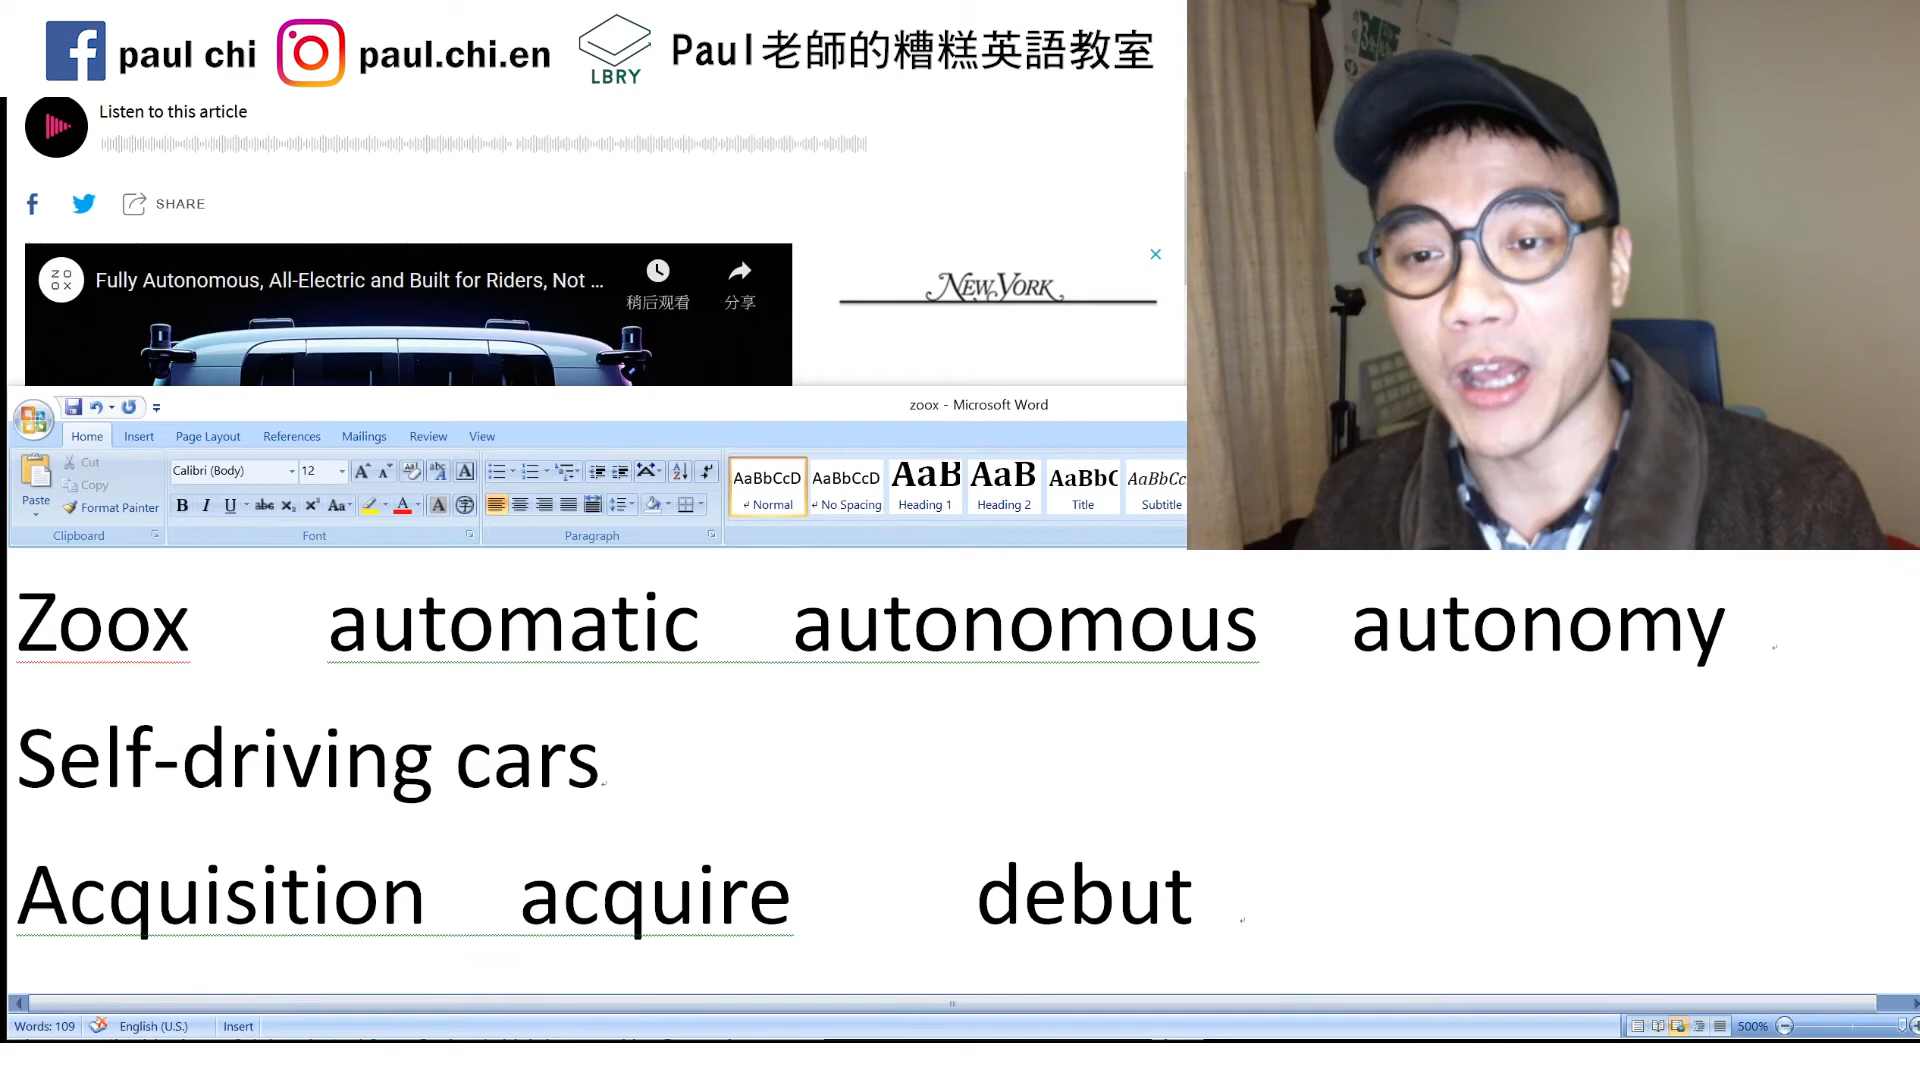 paul chi paul.chi.en LBRY Paul老師的糟糕英語教室
Listen to this article
SHARE
ZO OX Fully Autonomous, All-Electric and Built for Riders, Not ...
稍后观看 分享
NEW YORK
zoox - Microsoft Word
Home Insert Page Layout References Mailings Review View
Paste Cut Copy Format Painter
Calibri (Body) 12
AaBbCcD AaBbCcD AaB AaB AaBbC AaBbCc
Normal No Spacing Heading 1 Heading 2 Title Subtitle
Clipboard Font Paragraph
Zoox automatic autonomous autonomy
Self-driving cars
Acquisition acquire debut
Words: 109 English (U.S.) Insert 500%